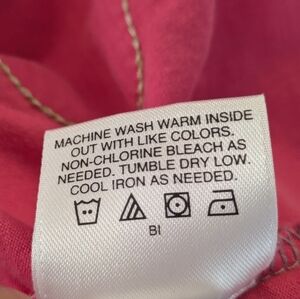 MACHINE WASH WARM INSIDE
OUT WITH LIKE COLORS.
NON-CHLORINE BLEACH AS
NEEDED. TUMBLE DRY LOW.
COOL IRON AS NEEDED.
BI